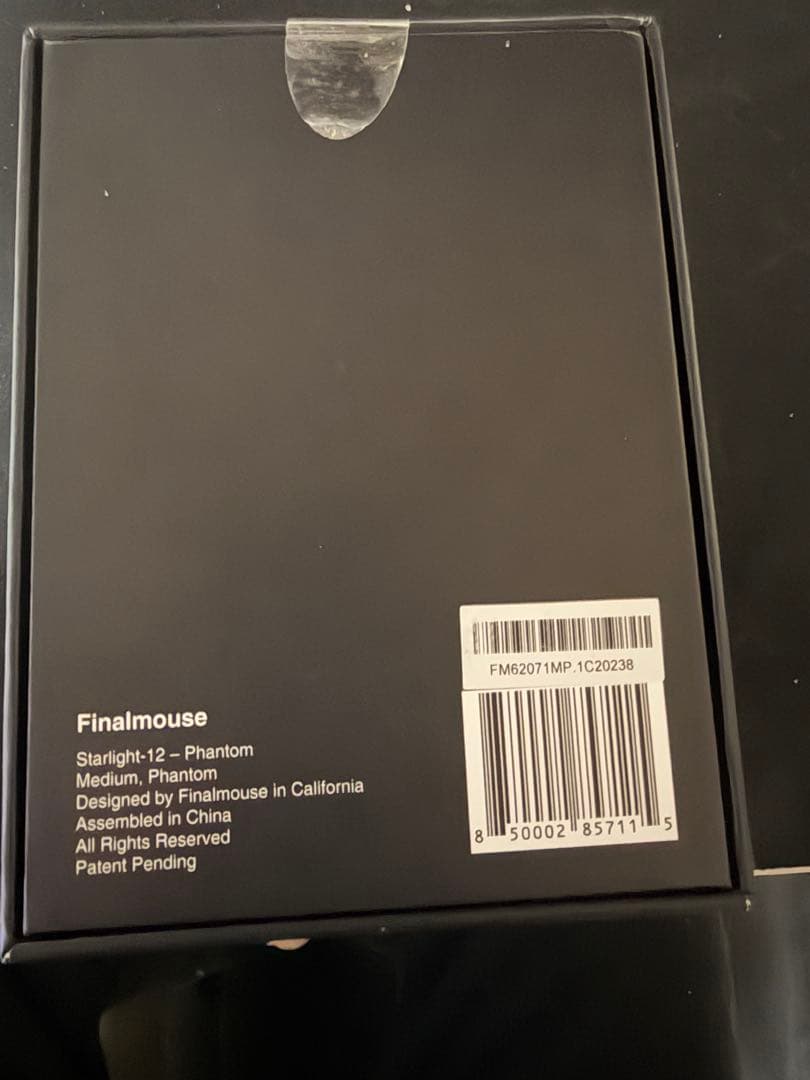 Finalmouse
Starlight-12 – Phantom
Medium, Phantom
Designed by Finalmouse in California
Assembled in China
All Rights Reserved
Patent Pending
FM62071MP.1C20238
8 50002 85711 5